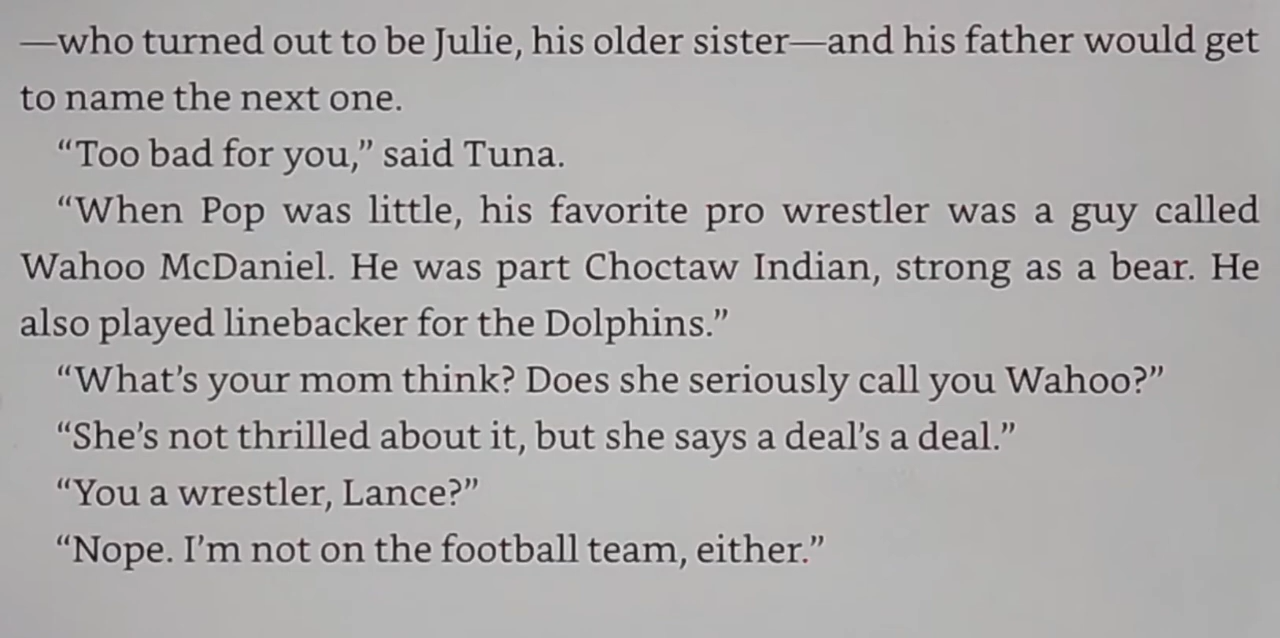 —who turned out to be Julie, his older sister—and his father would get
to name the next one.
“Too bad for you,” said Tuna.
“When Pop was little, his favorite pro wrestler was a guy called
Wahoo McDaniel. He was part Choctaw Indian, strong as a bear. He
also played linebacker for the Dolphins.”
“What’s your mom think? Does she seriously call you Wahoo?”
“She’s not thrilled about it, but she says a deal’s a deal.”
“You a wrestler, Lance?”
“Nope. I’m not on the football team, either.”